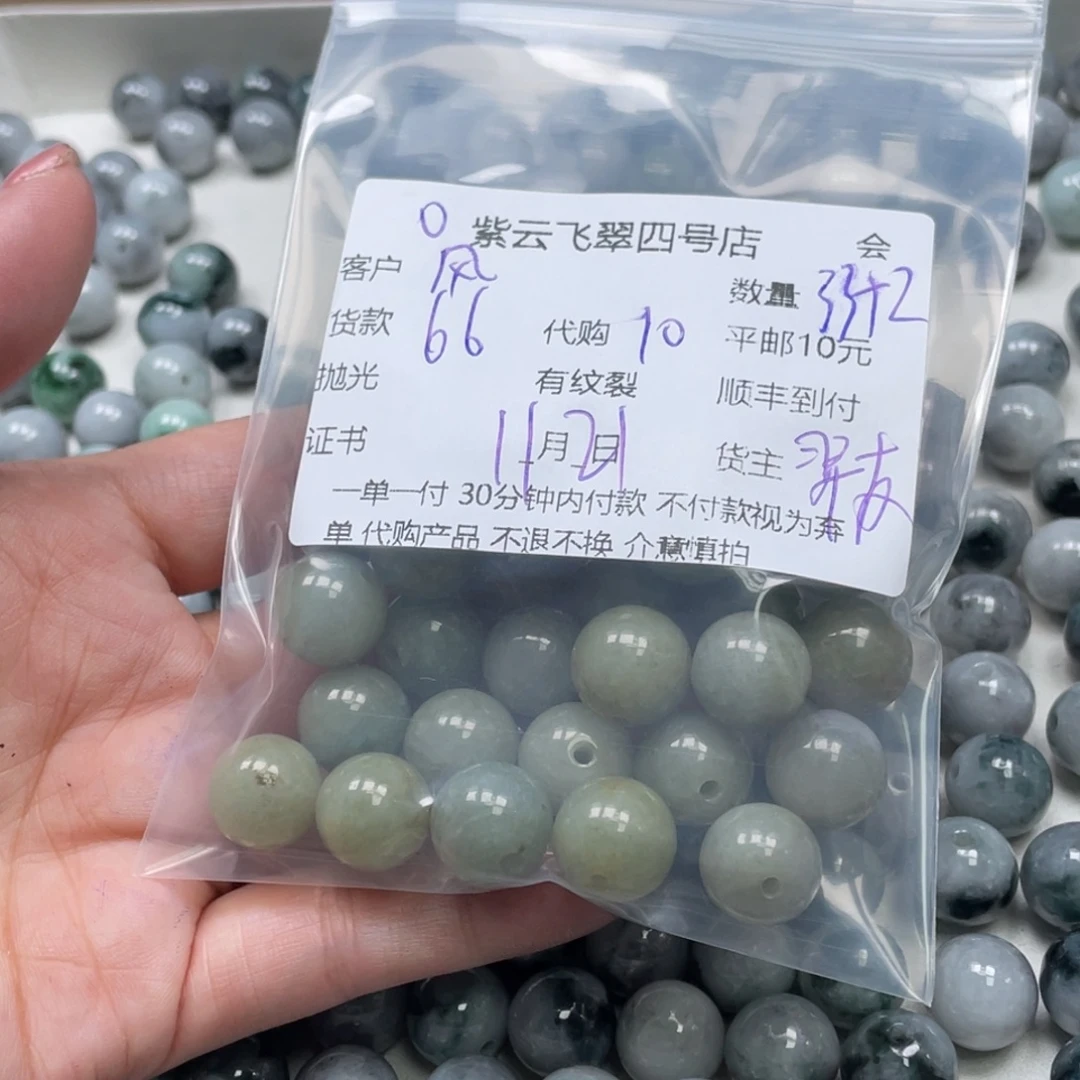 0 紫云飞翠四号店 会
客户 风 数量 33+2
货款 66 代购 10 平邮10元
抛光 有纹裂 顺丰到付
证书 11月21日 货主
一单一付 30分钟内付款 不付款视为弃
单 代购产品 不退不换 介意慎拍